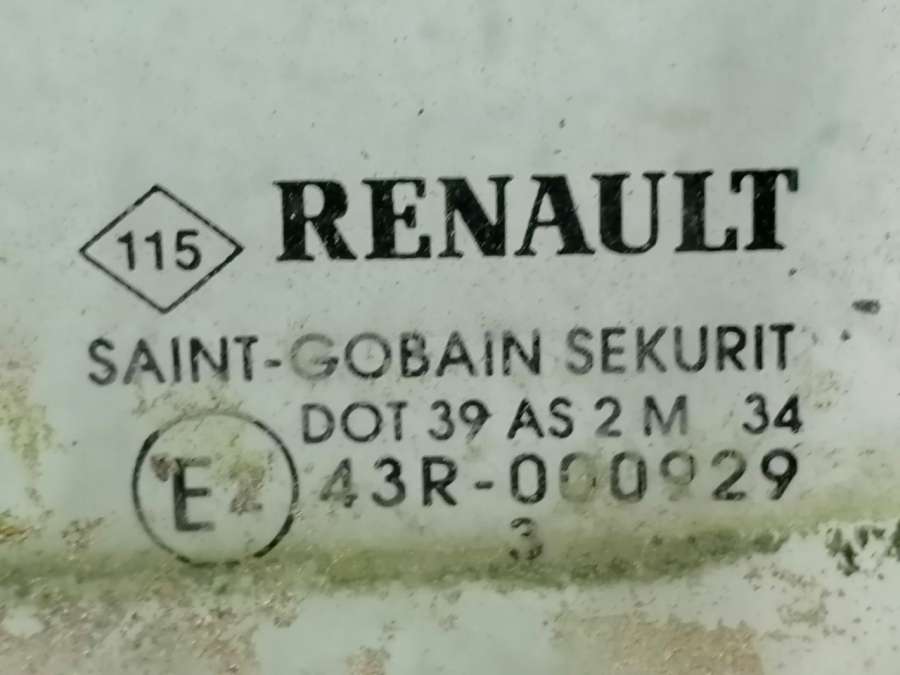 115 RENAULT
SAINT-GOBAIN SEKURIT
DOT 39 AS 2 M 34
E2 43R-000929
3